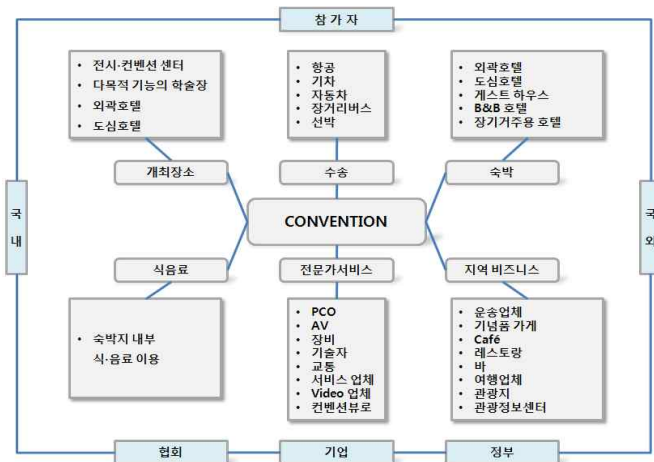 참 가 자
• 전시·컨벤션 센터
• 다목적 기능의 학술장
• 외곽호텔
• 도심호텔
• 항공
• 기차
• 자동차
• 장거리버스
• 선박
• 외곽호텔
• 도심호텔
• 게스트 하우스
• B&B 호텔
• 장기거주용 호텔
개최장소
수송
숙박
국
내
CONVENTION
국
외
식음료
전문가서비스
지역 비즈니스
• 숙박지 내부
식·음료 이용
• PCO
• AV
• 장비
• 기술자
• 교통
• 서비스 업체
• Video 업체
• 컨벤션뷰로
• 운송업체
• 기념품 가게
• Café
• 레스토랑
• 바
• 여행업체
• 관광지
• 관광정보센터
협회
기업
정부